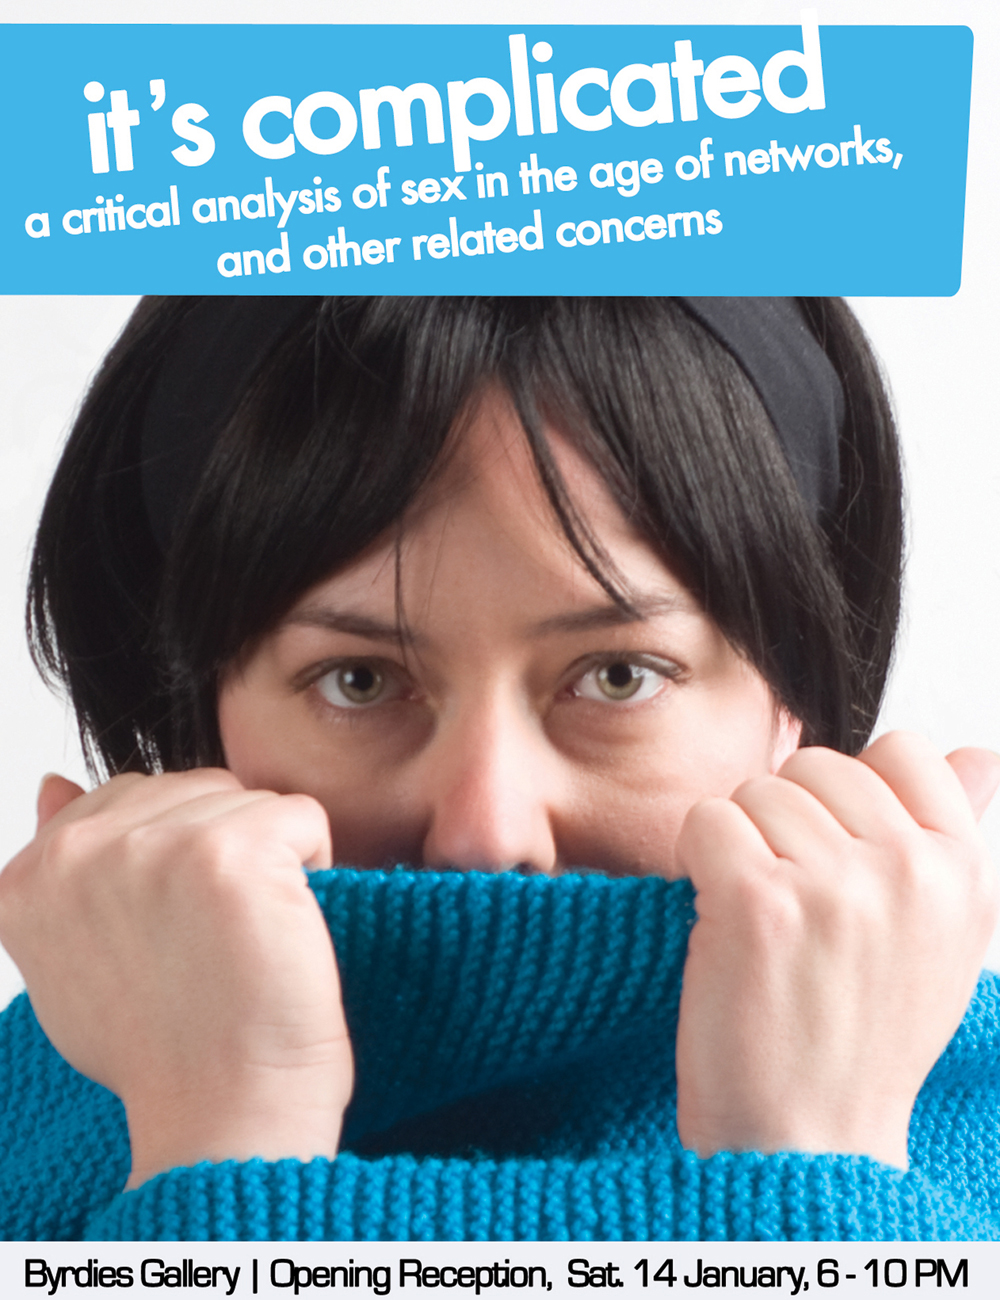 it's complicated
a critical analysis of sex in the age of networks,
and other related concerns
Byrdies Gallery | Opening Reception, Sat. 14 January, 6 - 10 PM